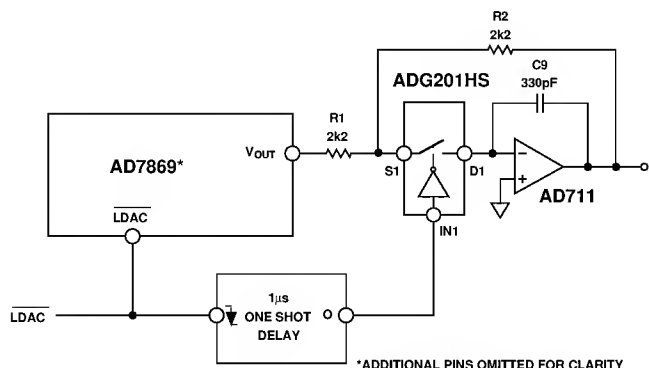 R2
2k2
C9
330pF
ADG201HS
R1
2k2
AD7869*
VOUT
S1
D1
−
+
AD711
LDAC
IN1
LDAC
1µs
ONE SHOT
DELAY
O
*ADDITIONAL PINS OMITTED FOR CLARITY